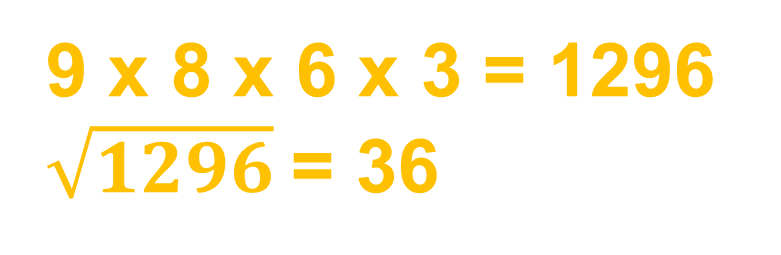 9 x 8 x 6 x 3 = 1296
√1296 = 36